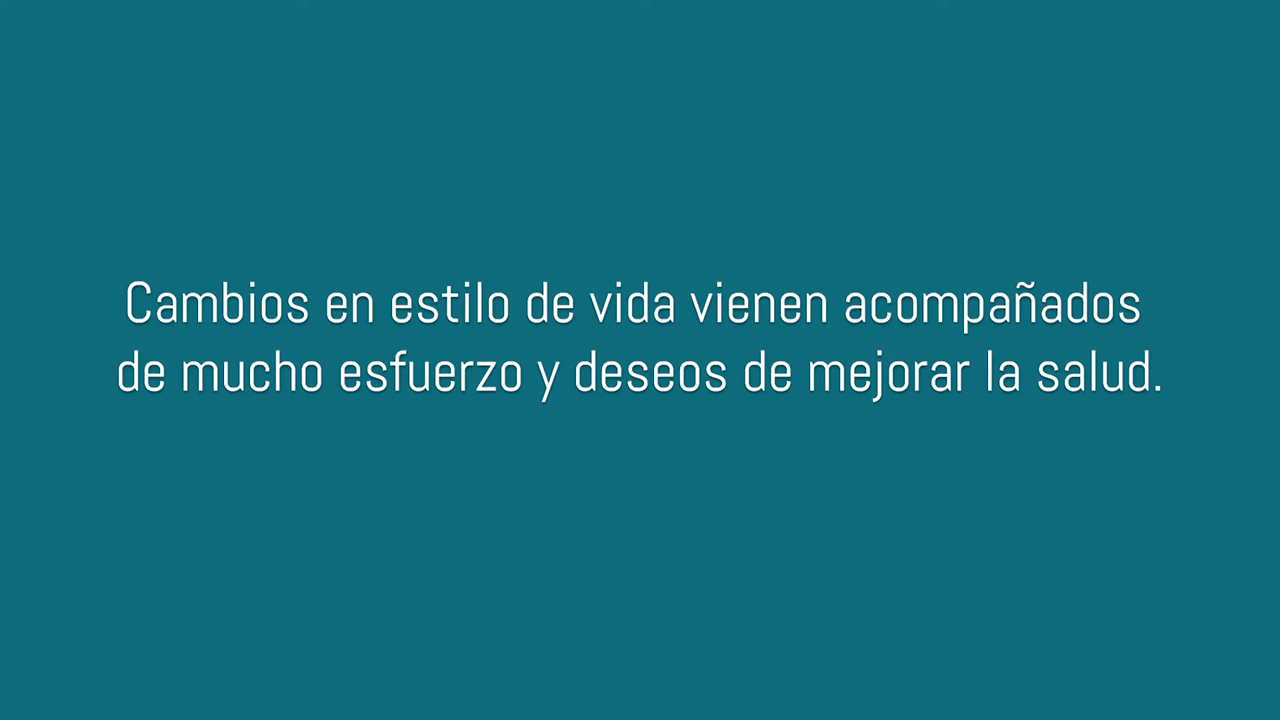 Cambios en estilo de vida vienen acompañados
de mucho esfuerzo y deseos de mejorar la salud.